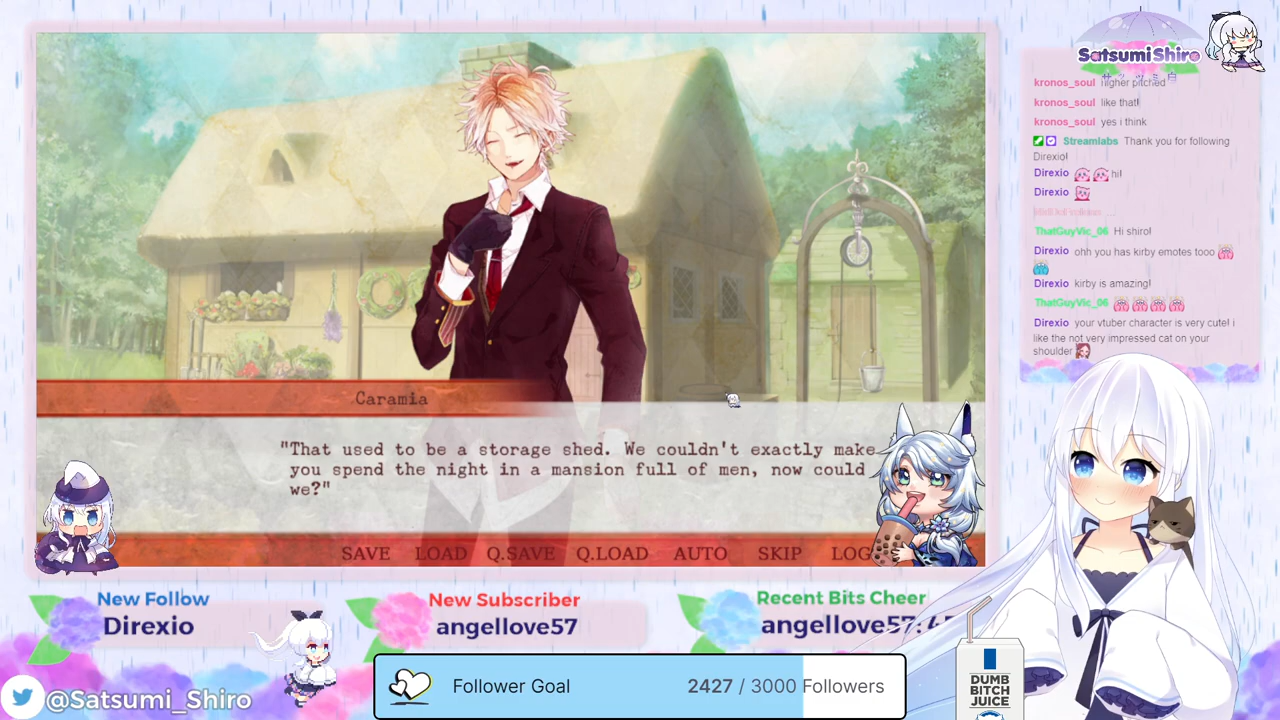 SatsumiShiro
サツミ白
kronos_soul higher pitched
kronos_soul like that!
kronos_soul yes i think
Streamlabs Thank you for following
Direxio!
Direxio hi!
Direxio
ThatGuyVic_06 Hi shiro!
Direxio ohh you has kirby emotes tooo
Direxio kirby is amazing!
ThatGuyVic_06
Direxio your vtuber character is very cute! i
like the not very impressed cat on your
shoulder
Caramia
"That used to be a storage shed. We couldn't exactly make
you spend the night in a mansion full of men, now could
we?"
SAVE LOAD Q.SAVE Q.LOAD AUTO SKIP LOG
New Follow
Direxio
New Subscriber
angellove57
Recent Bits Cheer
angellove57:
Follower Goal 2427 / 3000 Followers
@Satsumi_Shiro
DUMB
BITCH
JUICE